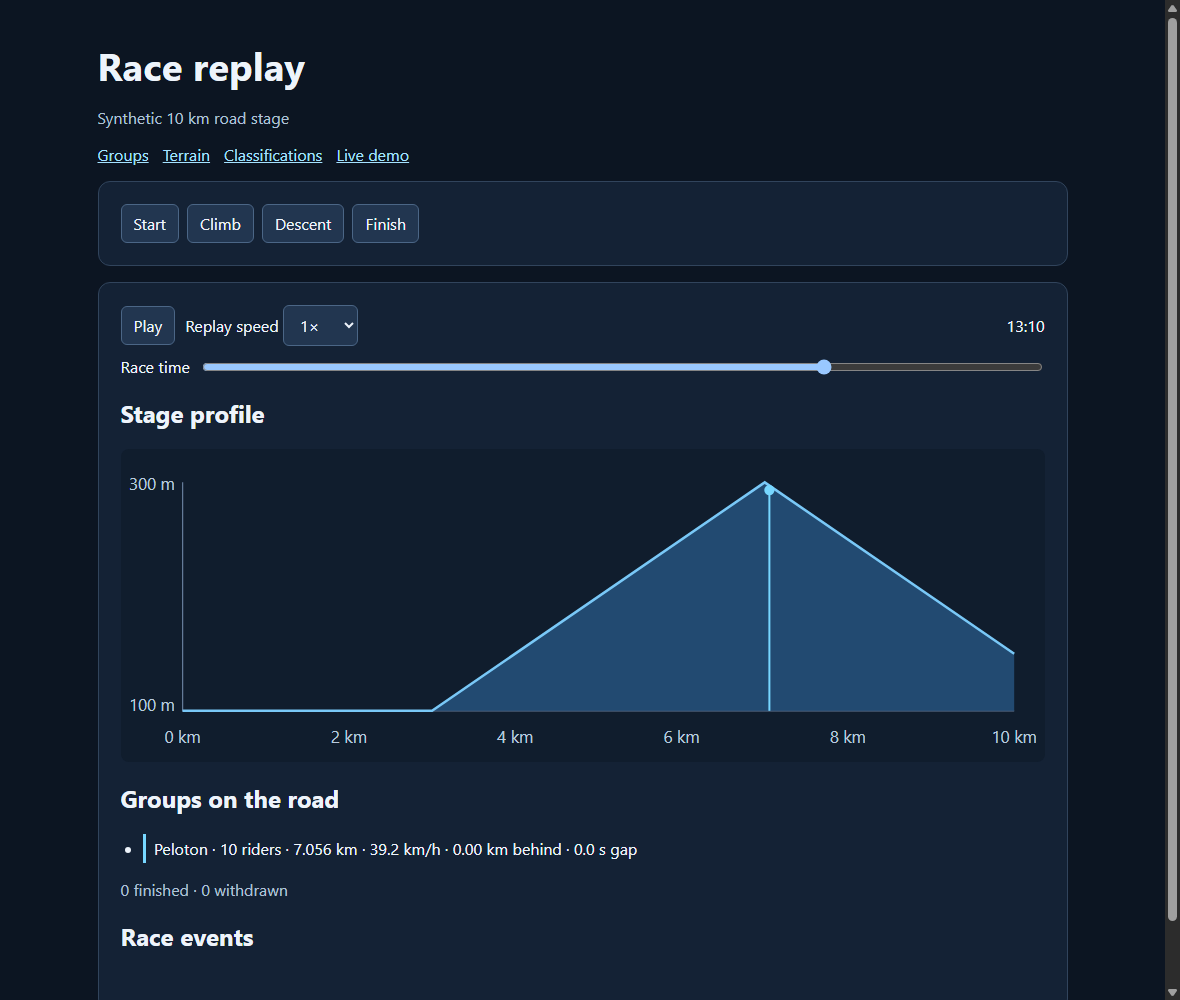 Race replay
Synthetic 10 km road stage
Groups Terrain Classifications Live demo
Start Climb Descent Finish
Play Replay speed 1× 13:10
Race time
Stage profile
300 m
100 m
0 km 2 km 4 km 6 km 8 km 10 km
Groups on the road
Peloton · 10 riders · 7.056 km · 39.2 km/h · 0.00 km behind · 0.0 s gap
0 finished · 0 withdrawn
Race events